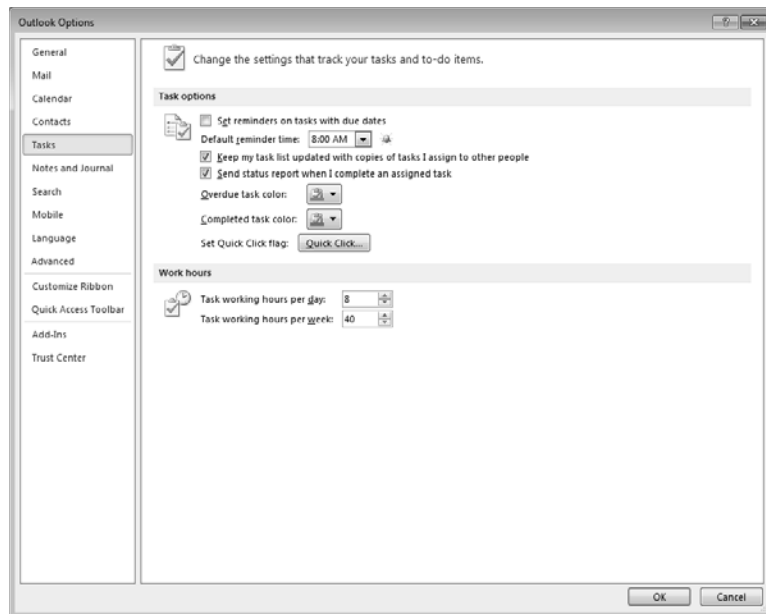 Outlook Options
General
Mail
Calendar
Contacts
Tasks
Notes and Journal
Search
Mobile
Language
Advanced
Customize Ribbon
Quick Access Toolbar
Add-Ins
Trust Center
Change the settings that track your tasks and to-do items.
Task options
Set reminders on tasks with due dates
Default reminder time: 8:00 AM
Keep my task list updated with copies of tasks I assign to other people
Send status report when I complete an assigned task
Overdue task color:
Completed task color:
Set Quick Click flag: Quick Click...
Work hours
Task working hours per day: 8
Task working hours per week: 40
OK Cancel